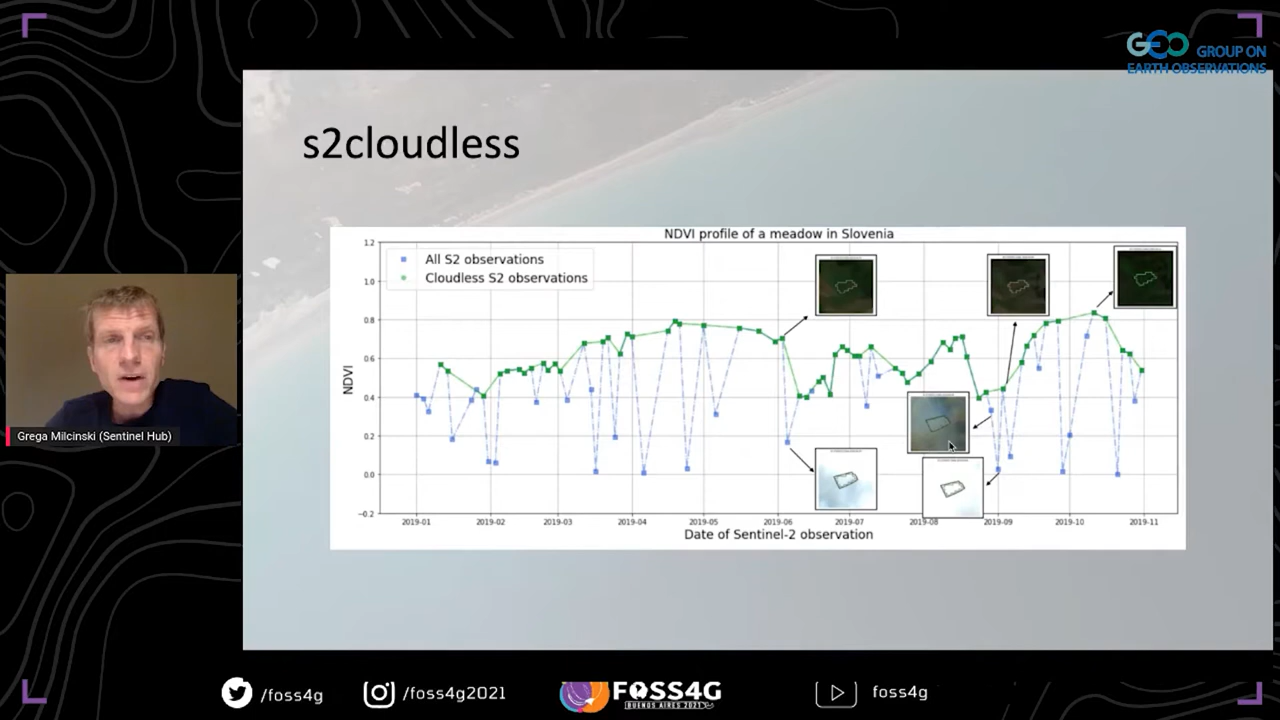 GEO GROUP ON
EARTH OBSERVATIONS
s2cloudless
NDVI profile of a meadow in Slovenia
All S2 observations
Cloudless S2 observations
1.2
1.0
0.8
0.6
0.4
0.2
0.0
−0.2
NDVI
2019-01 2019-02 2019-03 2019-04 2019-05 2019-06 2019-07 2019-08 2019-09 2019-10 2019-11
Date of Sentinel-2 observation
Grega Milcinski (Sentinel Hub)
/foss4g
/foss4g2021
FOSS4G
BUENOS AIRES 2021
foss4g